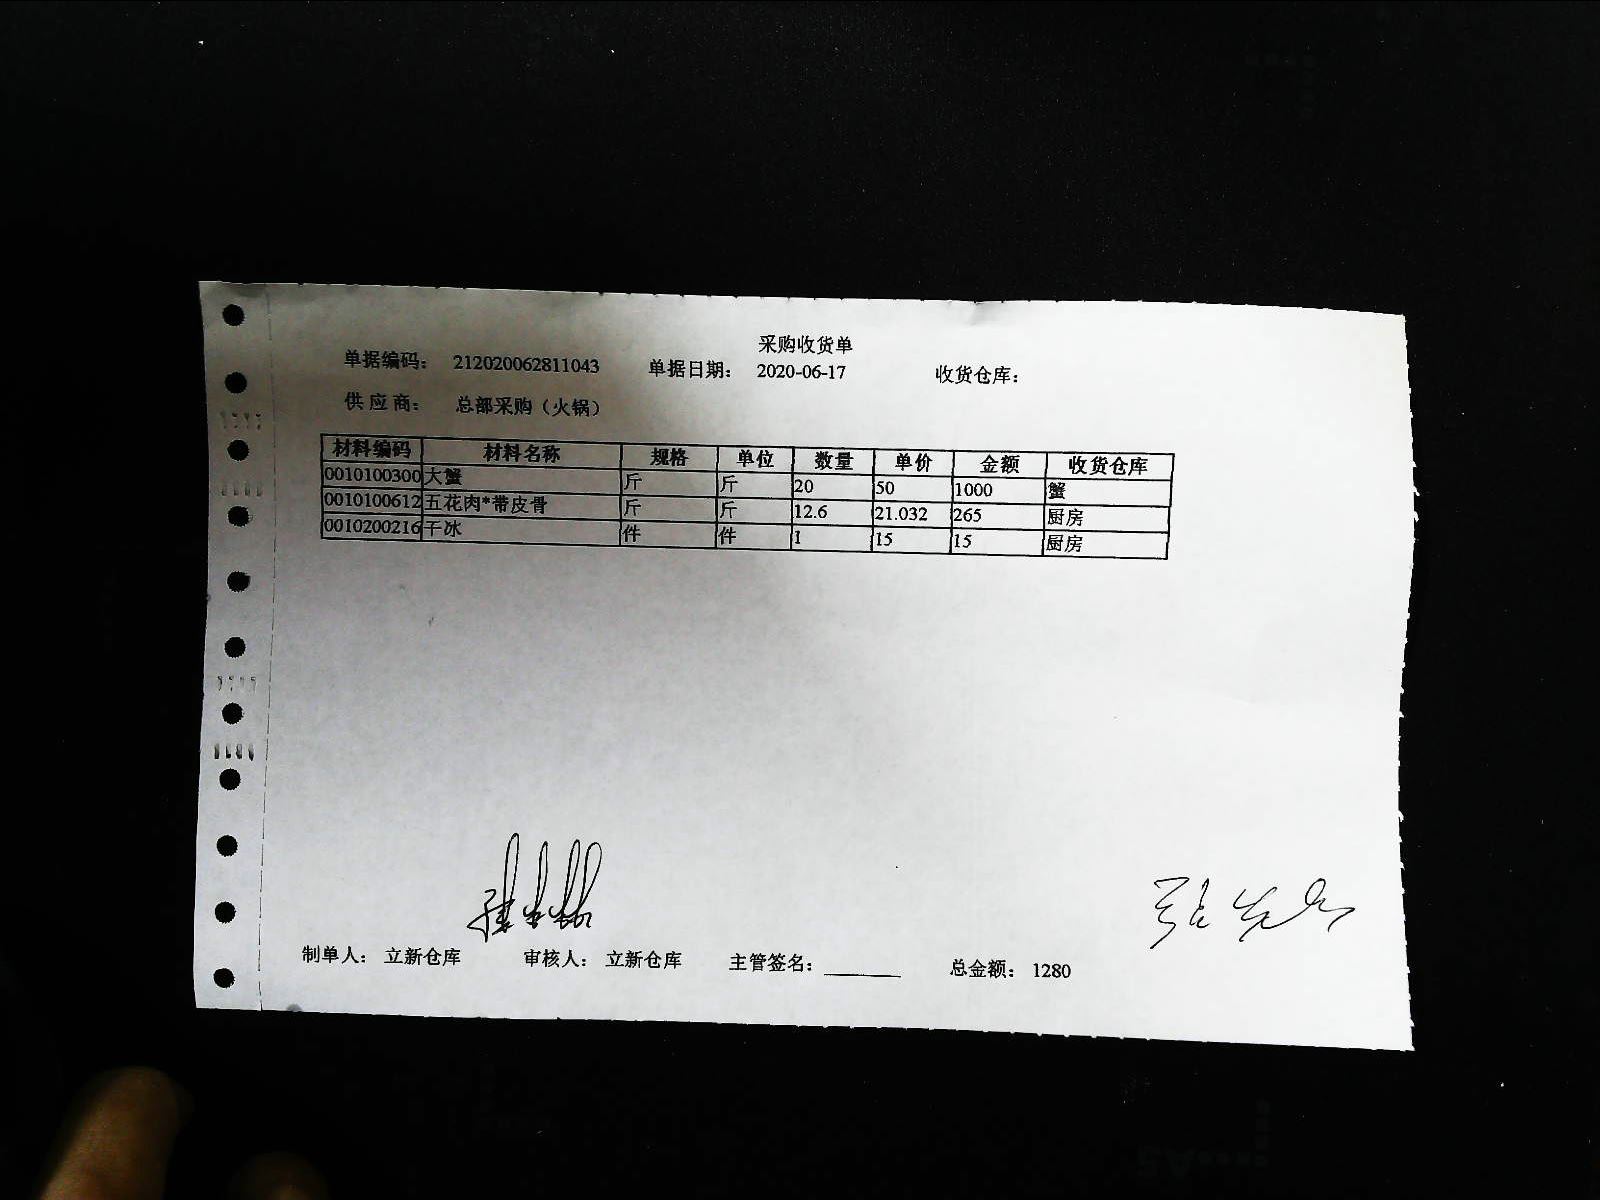 采购收货单
单据编码： 212020062811043 单据日期： 2020-06-17 收货仓库：
供 应 商： 总部采购（火锅）
材料编码 材料名称 规格 单位 数量 单价 金额 收货仓库
0010100300 大蟹 斤 斤 20 50 1000 蟹
0010100612 五花肉*带皮骨 斤 斤 12.6 21.032 265 厨房
0010200216 干冰 件 件 1 15 15 厨房
制单人： 立新仓库 审核人： 立新仓库 主管签名： 总金额： 1280